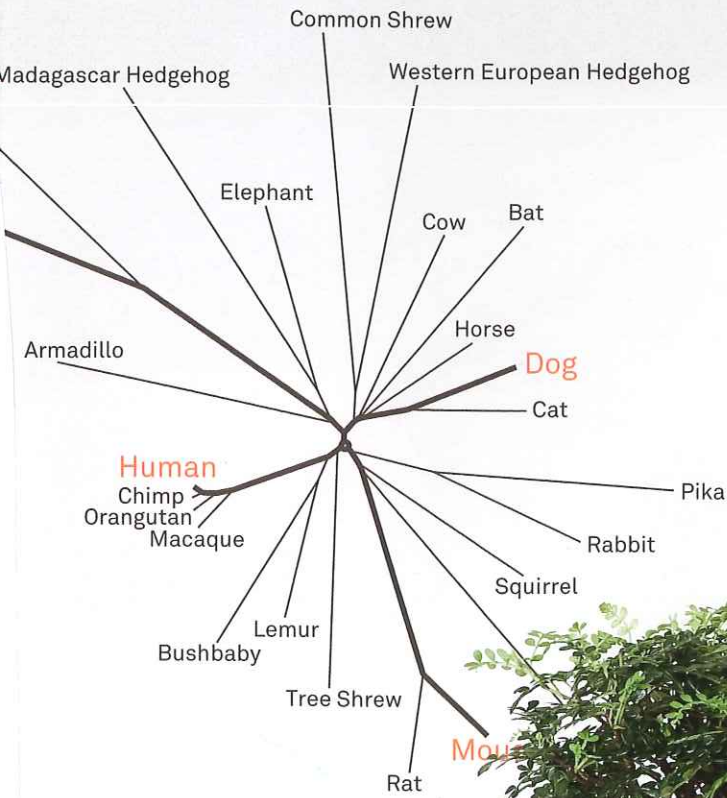 Common Shrew
Madagascar Hedgehog
Western European Hedgehog
Elephant
Cow
Bat
Horse
Armadillo
Dog
Cat
Human
Chimp
Orangutan
Macaque
Pika
Rabbit
Squirrel
Lemur
Bushbaby
Tree Shrew
Rat